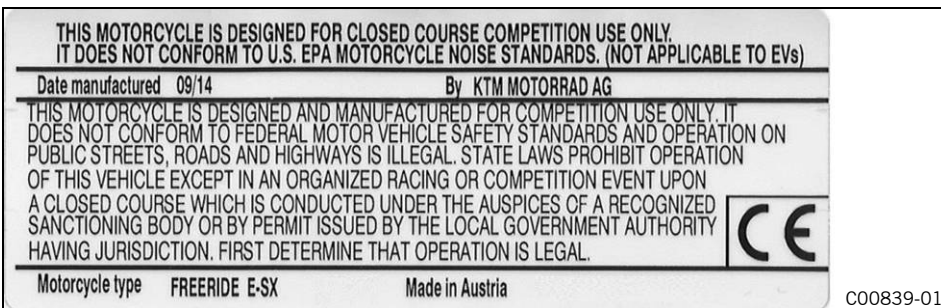 THIS MOTORCYCLE IS DESIGNED FOR CLOSED COURSE COMPETITION USE ONLY.
IT DOES NOT CONFORM TO U.S. EPA MOTORCYCLE NOISE STANDARDS. (NOT APPLICABLE TO EVs)
Date manufactured 09/14 By KTM MOTORRAD AG
THIS MOTORCYCLE IS DESIGNED AND MANUFACTURED FOR COMPETITION USE ONLY. IT
DOES NOT CONFORM TO FEDERAL MOTOR VEHICLE SAFETY STANDARDS AND OPERATION ON
PUBLIC STREETS, ROADS AND HIGHWAYS IS ILLEGAL. STATE LAWS PROHIBIT OPERATION
OF THIS VEHICLE EXCEPT IN AN ORGANIZED RACING OR COMPETITION EVENT UPON
A CLOSED COURSE WHICH IS CONDUCTED UNDER THE AUSPICES OF A RECOGNIZED
SANCTIONING BODY OR BY PERMIT ISSUED BY THE LOCAL GOVERNMENT AUTHORITY
HAVING JURISDICTION. FIRST DETERMINE THAT OPERATION IS LEGAL.
CE
Motorcycle type FREERIDE E-SX Made in Austria
C00839-01